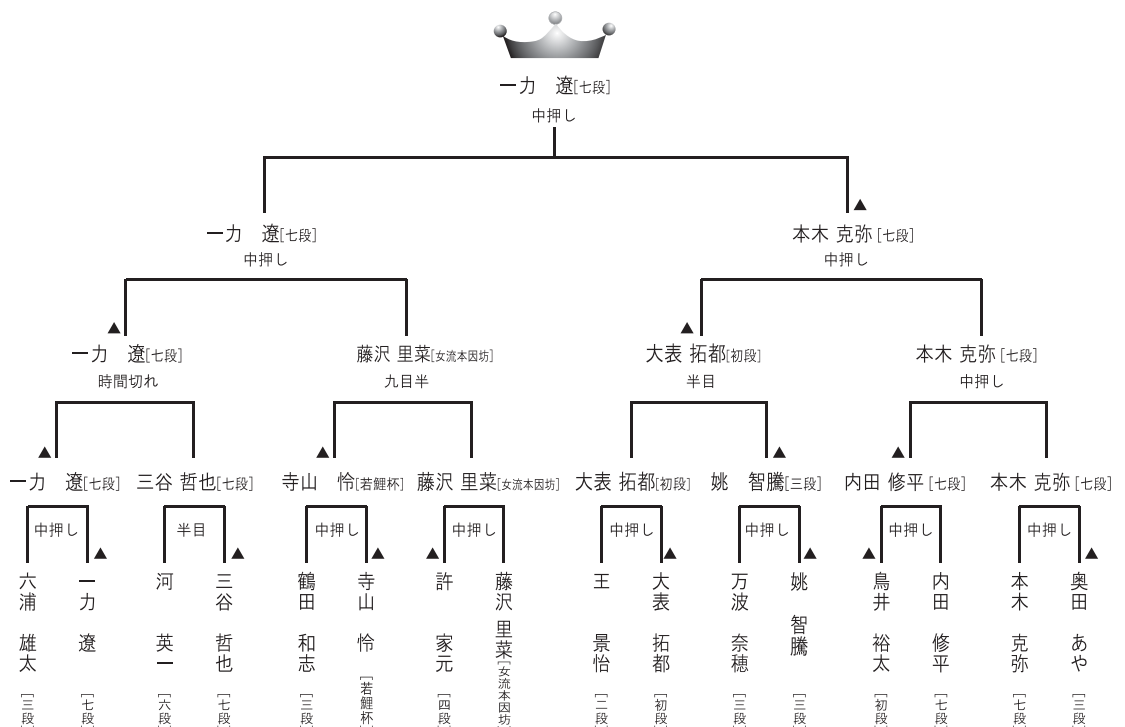 一力　遼[七段]
中押し
▲
一力　遼[七段] 本木 克弥 [七段]
中押し 中押し
▲ ▲
一力　遼[七段] 藤沢 里菜[女流本因坊] 大表 拓都[初段] 本木 克弥 [七段]
時間切れ 九目半 半目 中押し
▲ ▲ ▲ ▲
一力　遼[七段] 三谷 哲也[七段] 寺山　怜[若鯉杯] 藤沢 里菜[女流本因坊] 大表 拓都[初段] 姚　智騰[三段] 内田 修平 [七段] 本木 克弥 [七段]
中押し 半目 中押し 中押し 中押し 中押し 中押し 中押し
▲ ▲ ▲ ▲ ▲ ▲ ▲ ▲
六浦 雄太 [三段
一力 遼 [七段
河 英一 [六段
三谷 哲也 [七段
鶴田 和志 [三段
寺山 怜 [若鯉杯
許 家元 [四段
藤沢 里菜[女流本因坊
王 景怡 [二段
大表 拓都 [初段
万波 奈穂 [三段
姚 智騰 [三段
鳥井 裕太 [初段
内田 修平 [七段
本木 克弥 [七段
奥田 あや [三段